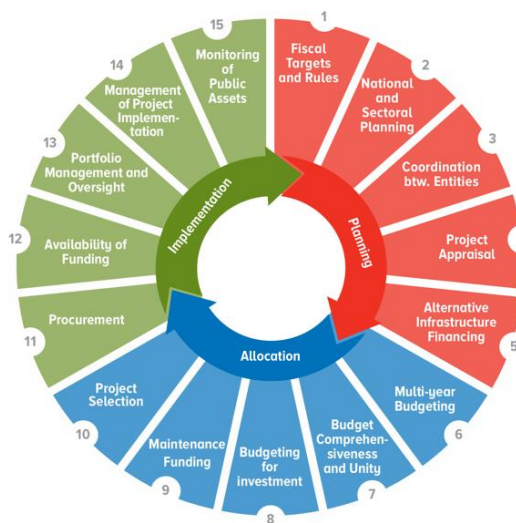 1
Fiscal
Targets
and Rules
2
National
and
Sectoral
Planning
3
Coordination
btw. Entities
Project
Appraisal
5
Alternative
Infrastructure
Financing
6
Multi-year
Budgeting
7
Budget
Comprehen-
siveness
and Unity
8
Budgeting
for
investment
9
Maintenance
Funding
10
Project
Selection
11
Procurement
12
Availability of
Funding
13
Portfolio
Management and
Oversight
14
Management
of Project
Implemen-
tation
15
Monitoring
of
Public
Assets
Planning
Allocation
Implementation